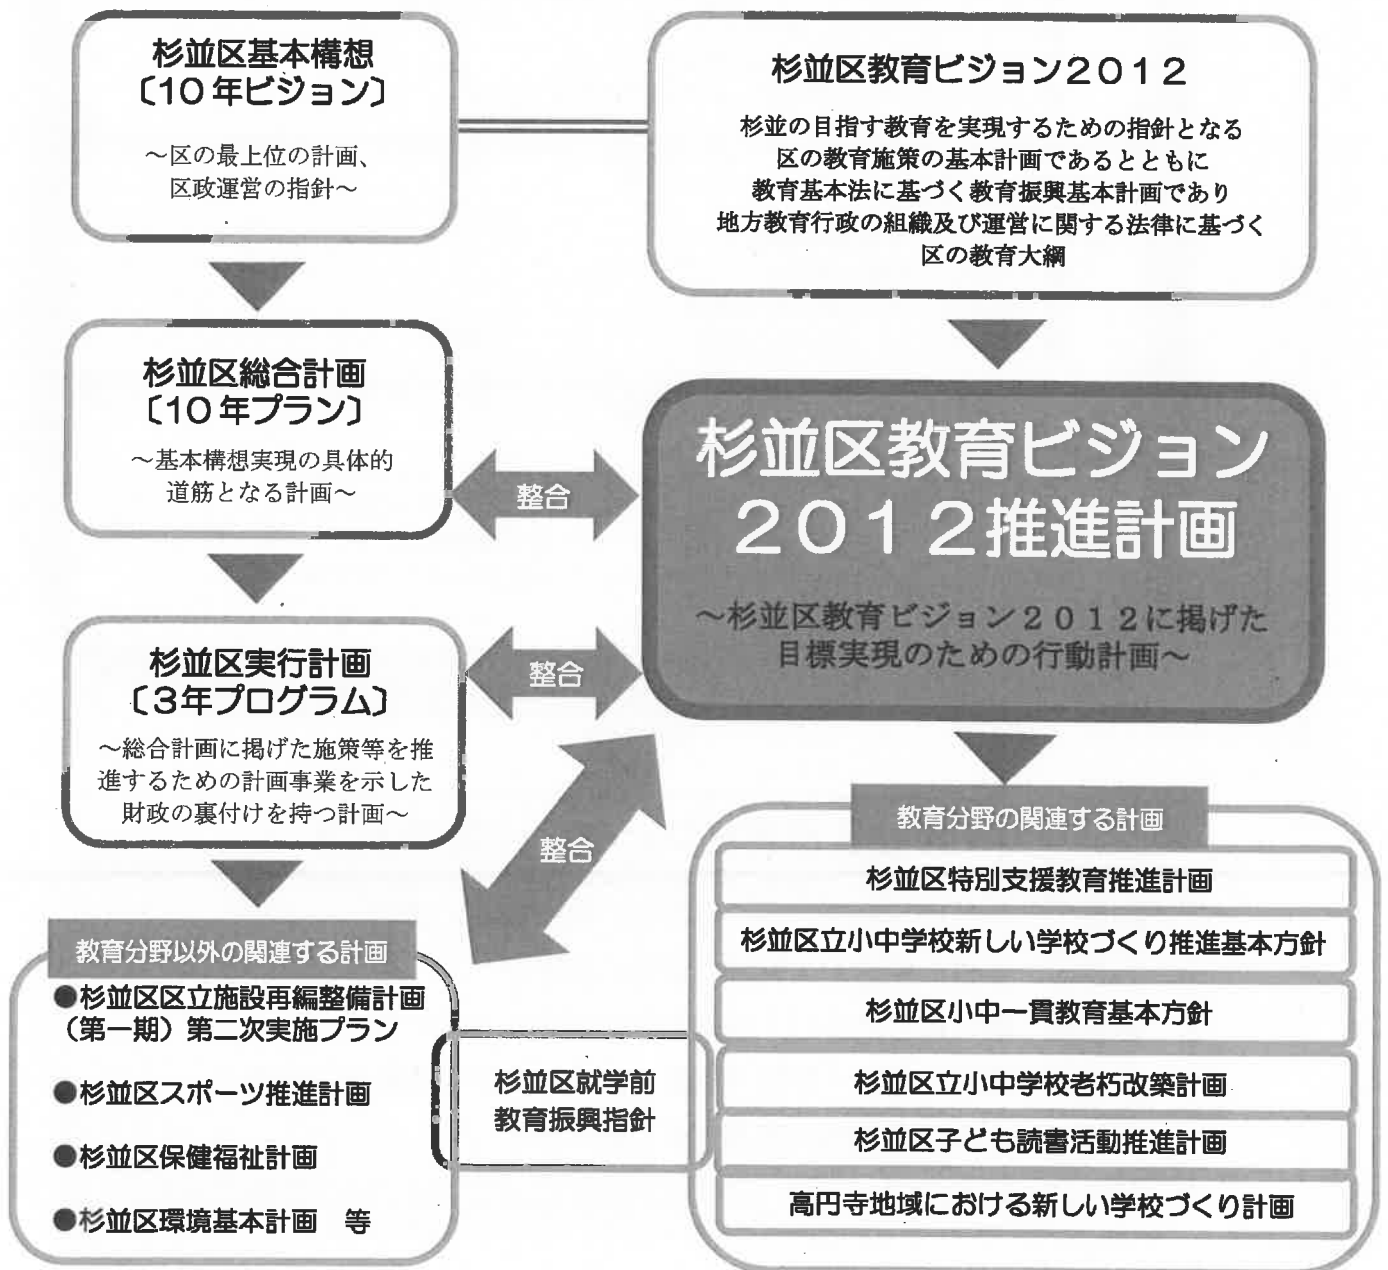 杉並区基本構想
〔10年ビジョン〕
～区の最上位の計画、
区政運営の指針～
杉並区教育ビジョン2012
杉並の目指す教育を実現するための指針となる
区の教育施策の基本計画であるとともに
教育基本法に基づく教育振興基本計画であり
地方教育行政の組織及び運営に関する法律に基づく
区の教育大綱
杉並区総合計画
〔10年プラン〕
～基本構想実現の具体的
道筋となる計画～
整合
杉並区教育ビジョン
2012推進計画
～杉並区教育ビジョン2012に掲げた
目標実現のための行動計画～
杉並区実行計画
〔3年プログラム〕
～総合計画に掲げた施策等を推
進するための計画事業を示した
財政の裏付けを持つ計画～
整合
整合
教育分野以外の関連する計画
●杉並区区立施設再編整備計画
（第一期）第二次実施プラン
●杉並区スポーツ推進計画
●杉並区保健福祉計画
●杉並区環境基本計画　等
杉並区就学前
教育振興指針
教育分野の関連する計画
杉並区特別支援教育推進計画
杉並区立小中学校新しい学校づくり推進基本方針
杉並区小中一貫教育基本方針
杉並区立小中学校老朽改築計画
杉並区子ども読書活動推進計画
高円寺地域における新しい学校づくり計画